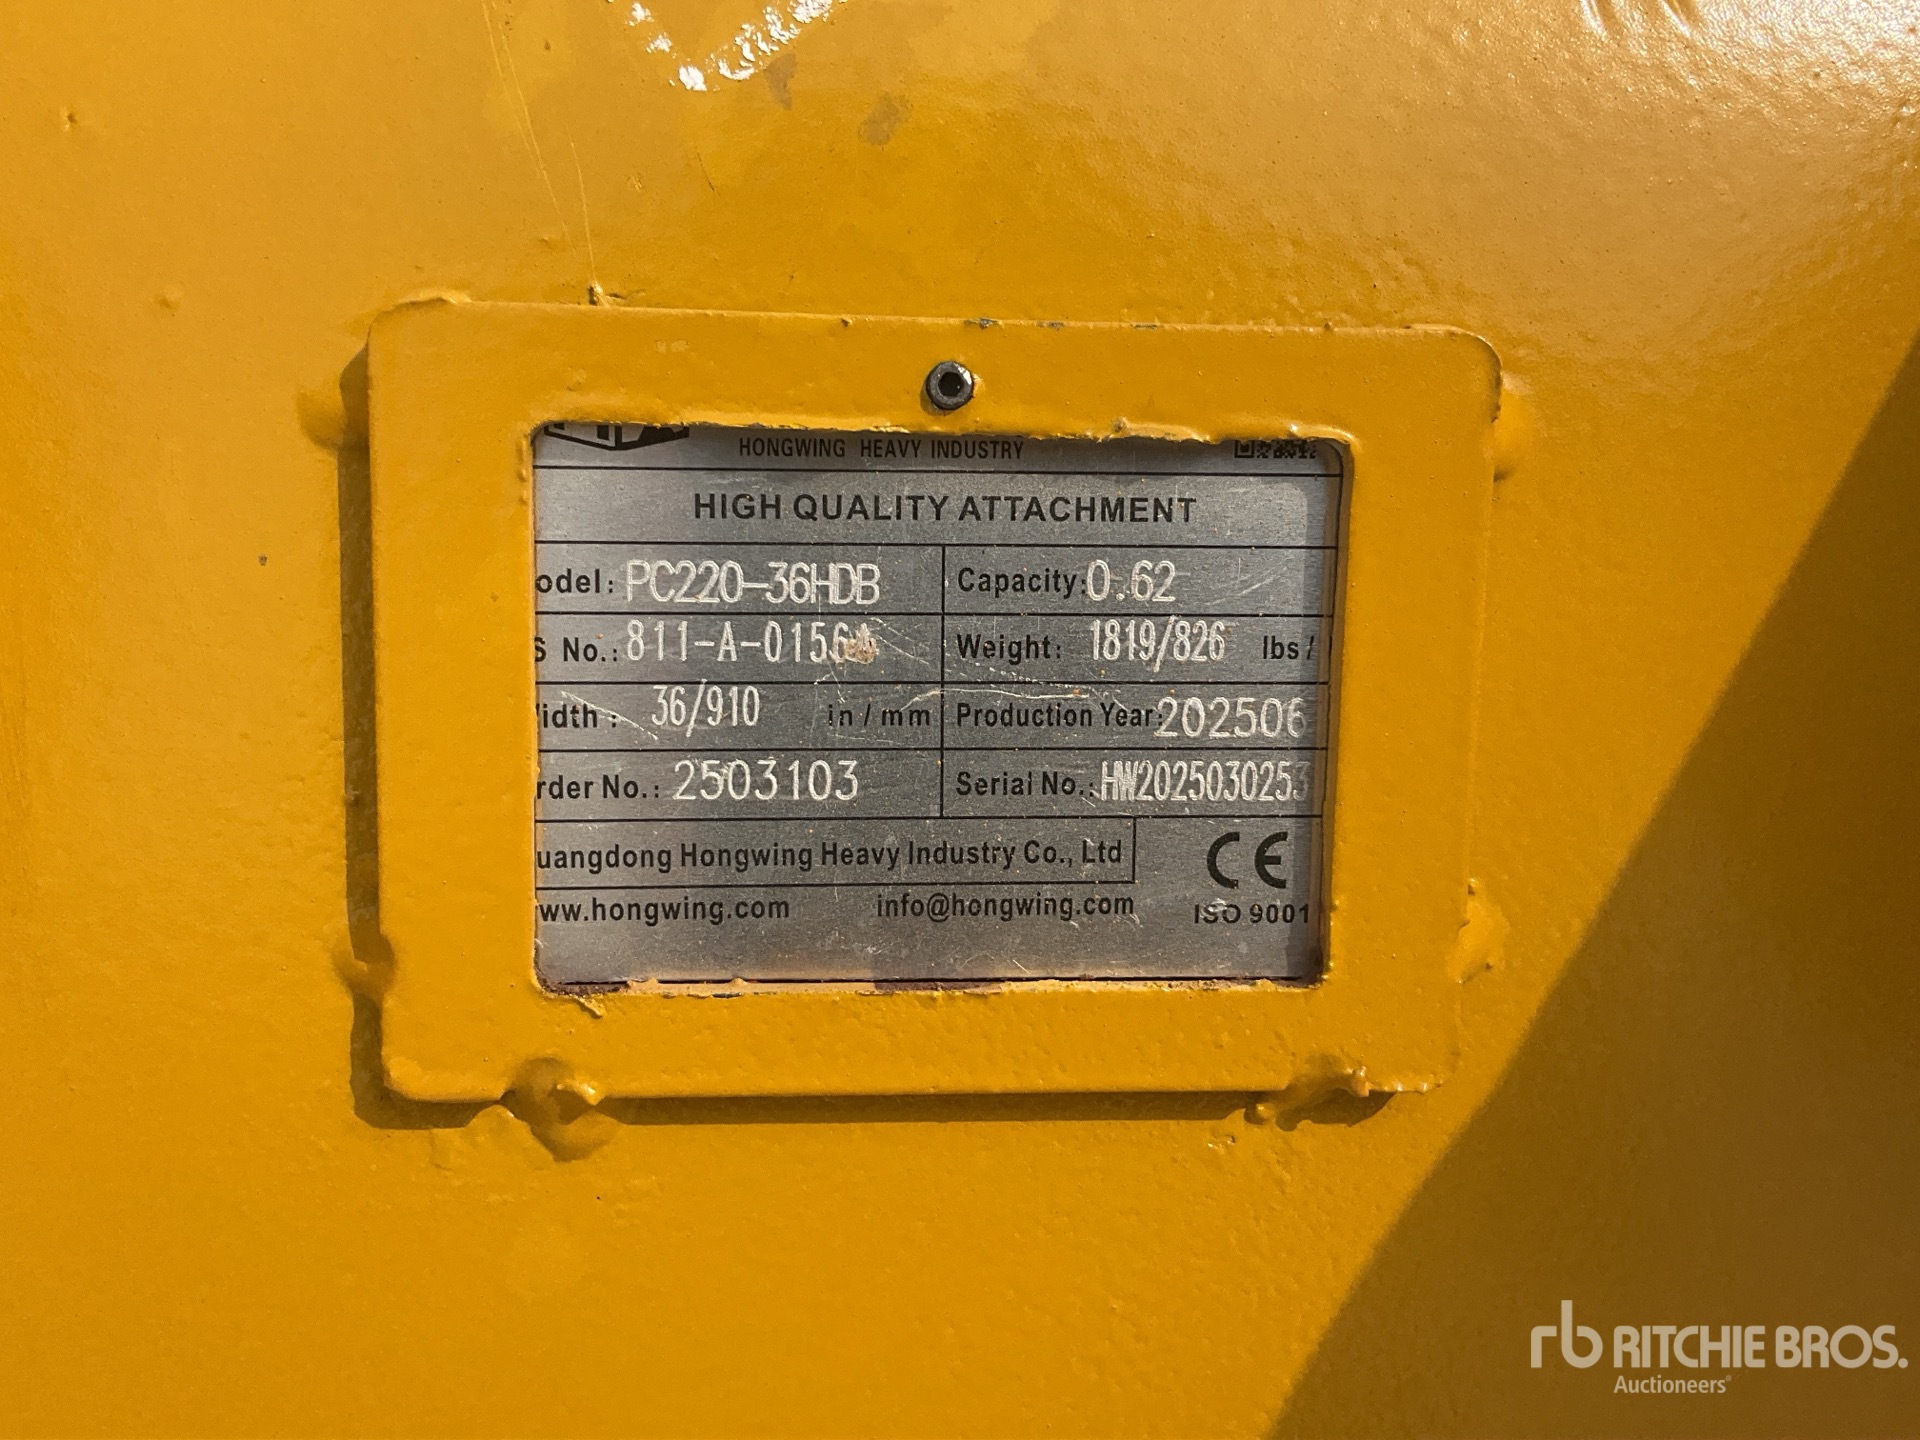 HONGWING HEAVY INDUSTRY
HIGH QUALITY ATTACHMENT
odel: PC220-36HDB Capacity: 0.62
S No.: 811-A-0156 Weight: 1819/826 lbs /
idth: 36/910 in / mm Production Year: 202506
rder No.: 2503103 Serial No.: HW2025030253
uangdong Hongwing Heavy Industry Co., Ltd CE
ww.hongwing.com info@hongwing.com ISO 9001
rb RITCHIE BROS.
Auctioneers